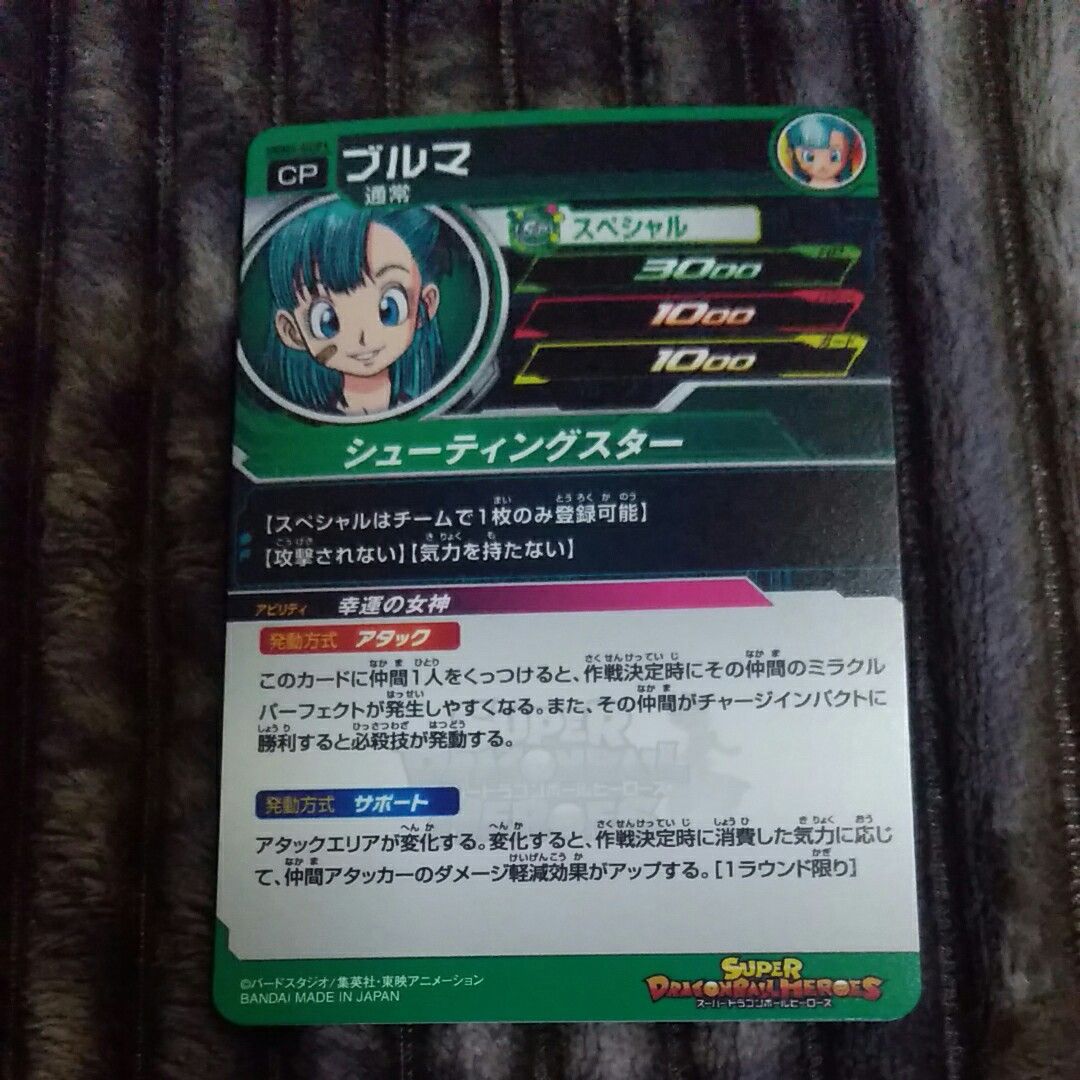 CP
ブルマ
通常
スペシャル
3000
1000
1000
シューティングスター
【スペシャルはチームで1枚のみ登録可能】
【攻撃されない】【気力を持たない】
アビリティ 幸運の女神
発動方式 アタック
このカードに仲間1人をくっつけると、作戦決定時にその仲間のミラクル
パーフェクトが発生しやすくなる。また、その仲間がチャージインパクトに
勝利すると必殺技が発動する。
発動方式 サポート
アタックエリアが変化する。変化すると、作戦決定時に消費した気力に応じ
て、仲間アタッカーのダメージ軽減効果がアップする。[1ラウンド限り]
©バードスタジオ/集英社・東映アニメーション
BANDAI MADE IN JAPAN
SUPER
DRAGONBALL HEROES
スーパードラゴンボールヒーローズ